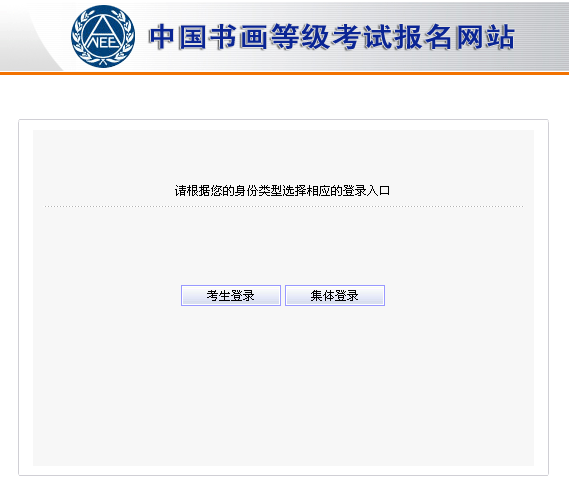 NEEA
中国书画等级考试报名网站
请根据您的身份类型选择相应的登录入口
考生登录
集体登录